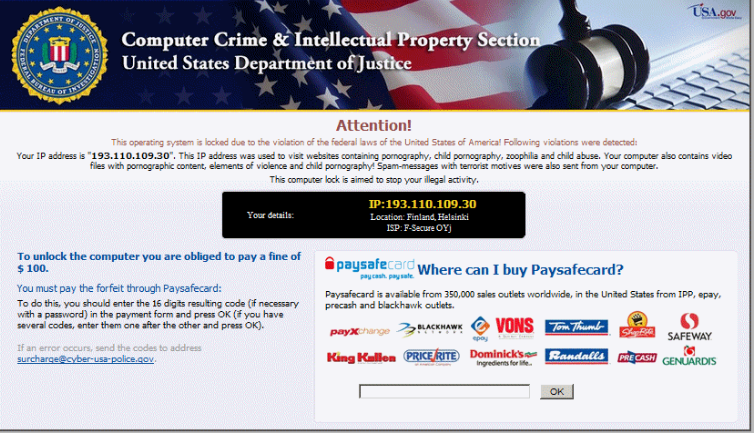 DEPARTMENT OF JUSTICE
FEDERAL BUREAU OF INVESTIGATION
Computer Crime & Intellectual Property Section
United States Department of Justice
USA.gov
Attention!
This operating system is locked due to the violation of the federal laws of the United States of America! Following violations were detected:
Your IP address is "193.110.109.30". This IP address was used to visit websites containing pornography, child pornography, zoophilia and child abuse. Your computer also contains video
files with pornographic content, elements of violence and child pornography! Spam-messages with terrorist motives were also sent from your computer.
This computer lock is aimed to stop your illegal activity.
Your details:
IP:193.110.109.30
Location: Finland, Helsinki
ISP: F-Secure OYj
To unlock the computer you are obliged to pay a fine of
$ 100.
You must pay the forfeit through Paysafecard:
To do this, you should enter the 16 digits resulting code (if necessary
with a password) in the payment form and press OK (if you have
several codes, enter them one after the other and press OK).
If an error occurs, send the codes to address
surcharge@cyber-usa-police.gov.
paysafecard
pay cash. pay safe.
Where can I buy Paysafecard?
Paysafecard is available from 350,000 sales outlets worldwide, in the United States from IPP, epay,
precash and blackhawk outlets.
payXchange
BLACKHAWK
NETWORK
epay
VONS
Tom Thumb
ShopRite
SAFEWAY
King Kullen
PRICE RITE
Dominick's
Ingredients for life..
Randalls
PRECASH
GENUARDI'S
OK